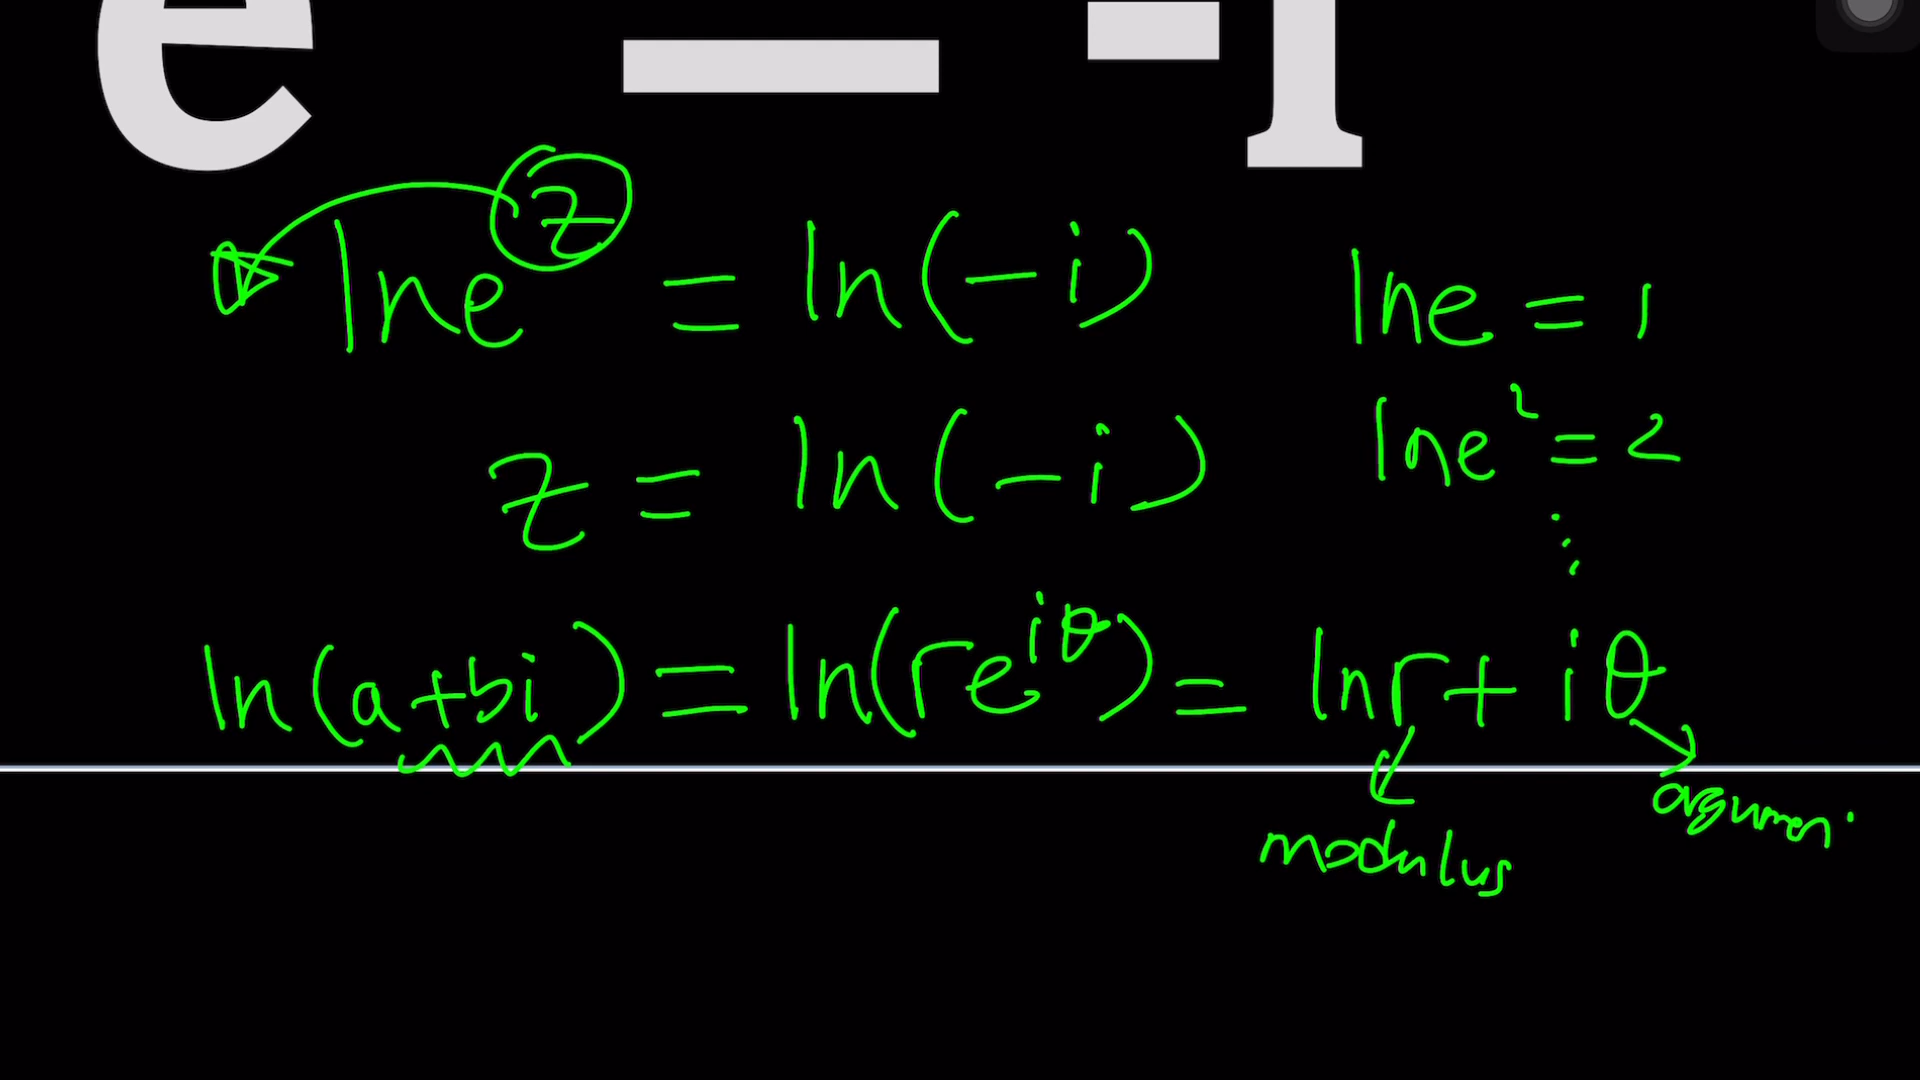 e = -i
ln e^z = ln(-i)
ln e = 1
z = ln(-i)
ln e^2 = 2
⋮
ln(a+bi) = ln(re^{iθ}) = ln r + iθ
modulus
argumen